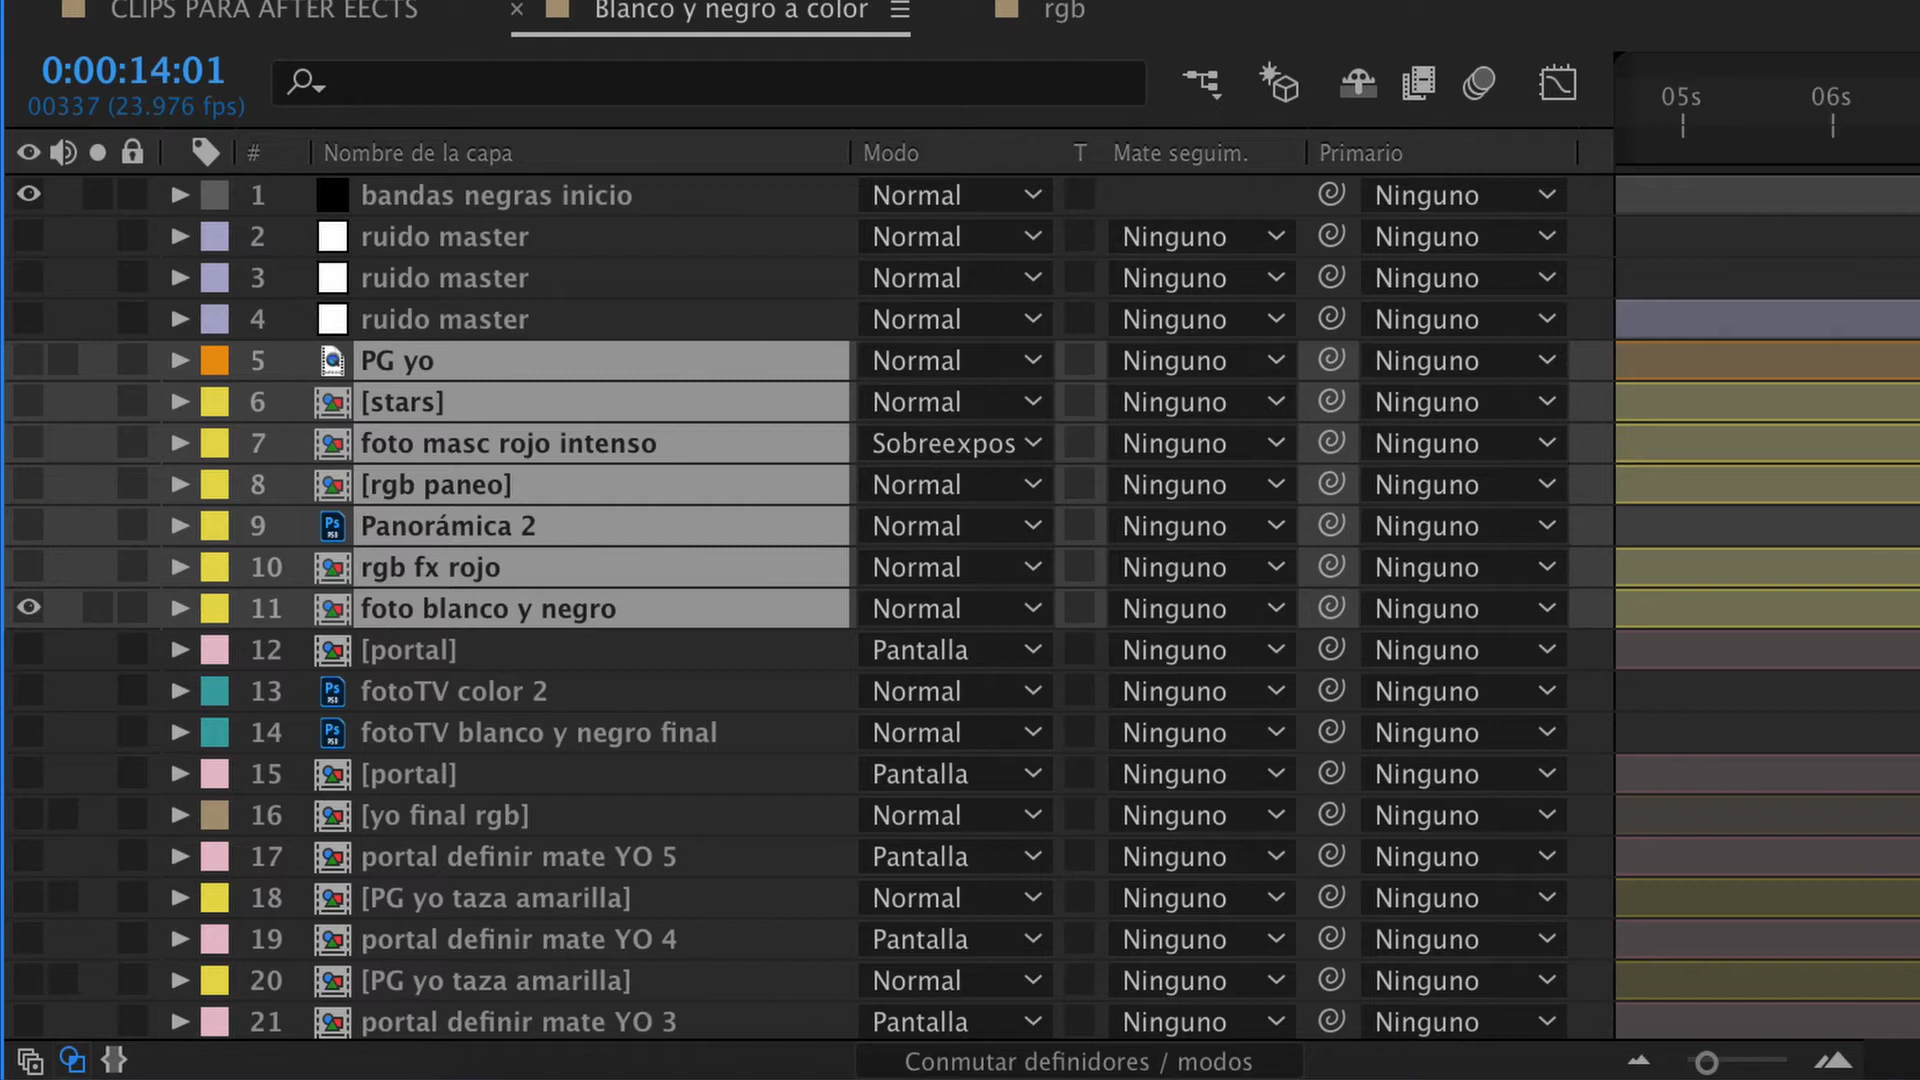 CLIPS PARA AFTER EECTS
Blanco y negro a color
rgb
0:00:14:01
00337 (23.976 fps)
05s 06s
# Nombre de la capa Modo T Mate seguim. Primario
1 bandas negras inicio Normal Ninguno
2 ruido master Normal Ninguno Ninguno
3 ruido master Normal Ninguno Ninguno
4 ruido master Normal Ninguno Ninguno
5 PG yo Normal Ninguno Ninguno
6 [stars] Normal Ninguno Ninguno
7 foto masc rojo intenso Sobreexpos Ninguno Ninguno
8 [rgb paneo] Normal Ninguno Ninguno
9 Ps Panorámica 2 Normal Ninguno Ninguno
10 rgb fx rojo Normal Ninguno Ninguno
11 foto blanco y negro Normal Ninguno Ninguno
12 [portal] Pantalla Ninguno Ninguno
13 Ps fotoTV color 2 Normal Ninguno Ninguno
14 Ps fotoTV blanco y negro final Normal Ninguno Ninguno
15 [portal] Pantalla Ninguno Ninguno
16 [yo final rgb] Normal Ninguno Ninguno
17 portal definir mate YO 5 Pantalla Ninguno Ninguno
18 [PG yo taza amarilla] Normal Ninguno Ninguno
19 portal definir mate YO 4 Pantalla Ninguno Ninguno
20 [PG yo taza amarilla] Normal Ninguno Ninguno
21 portal definir mate YO 3 Pantalla Ninguno Ninguno
Conmutar definidores / modos